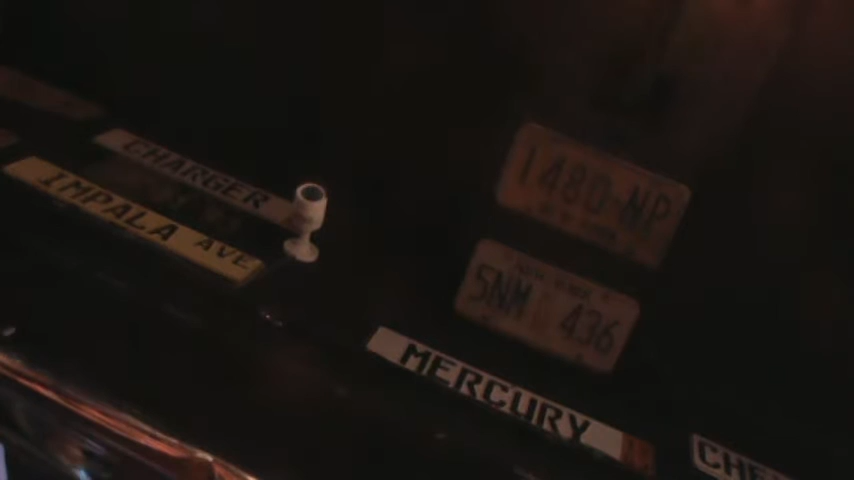 CHARGER
IMPALA AVE
1480-NP
5NM 436
MERCURY
CHE